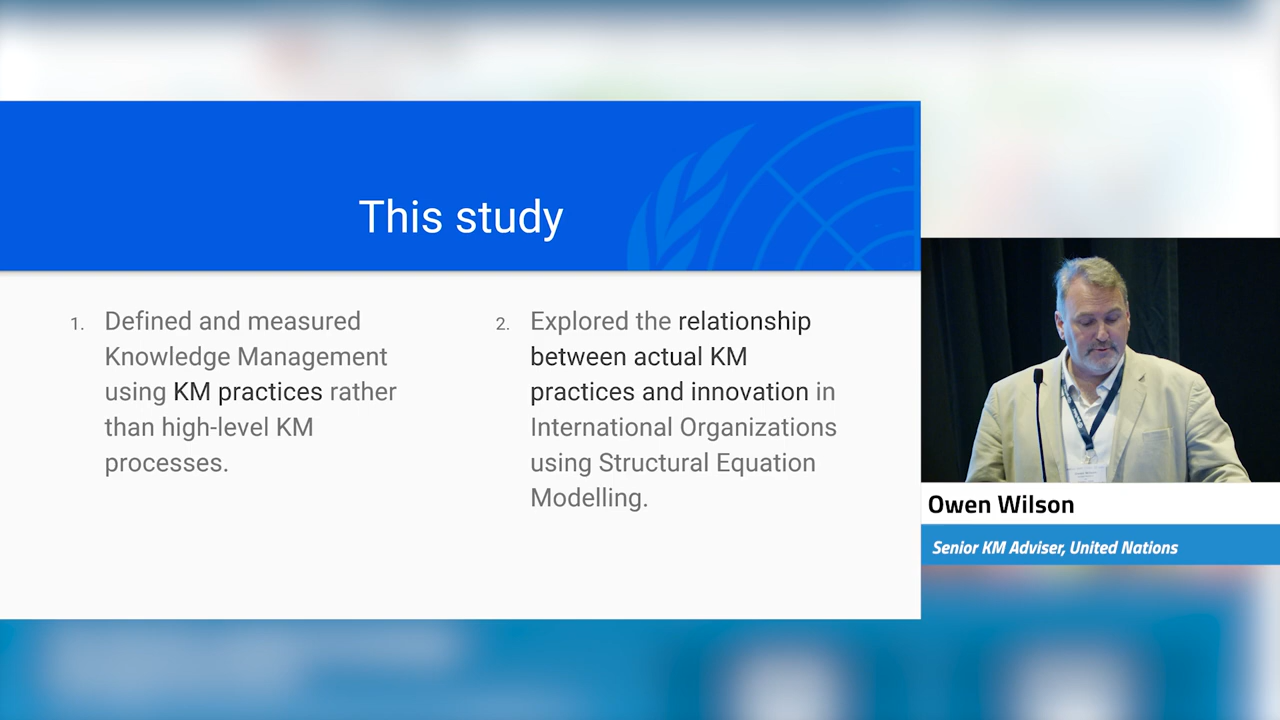 This study
1. Defined and measured
Knowledge Management
using KM practices rather
than high-level KM
processes.
2. Explored the relationship
between actual KM
practices and innovation in
International Organizations
using Structural Equation
Modelling.
Owen Wilson
Senior KM Adviser, United Nations